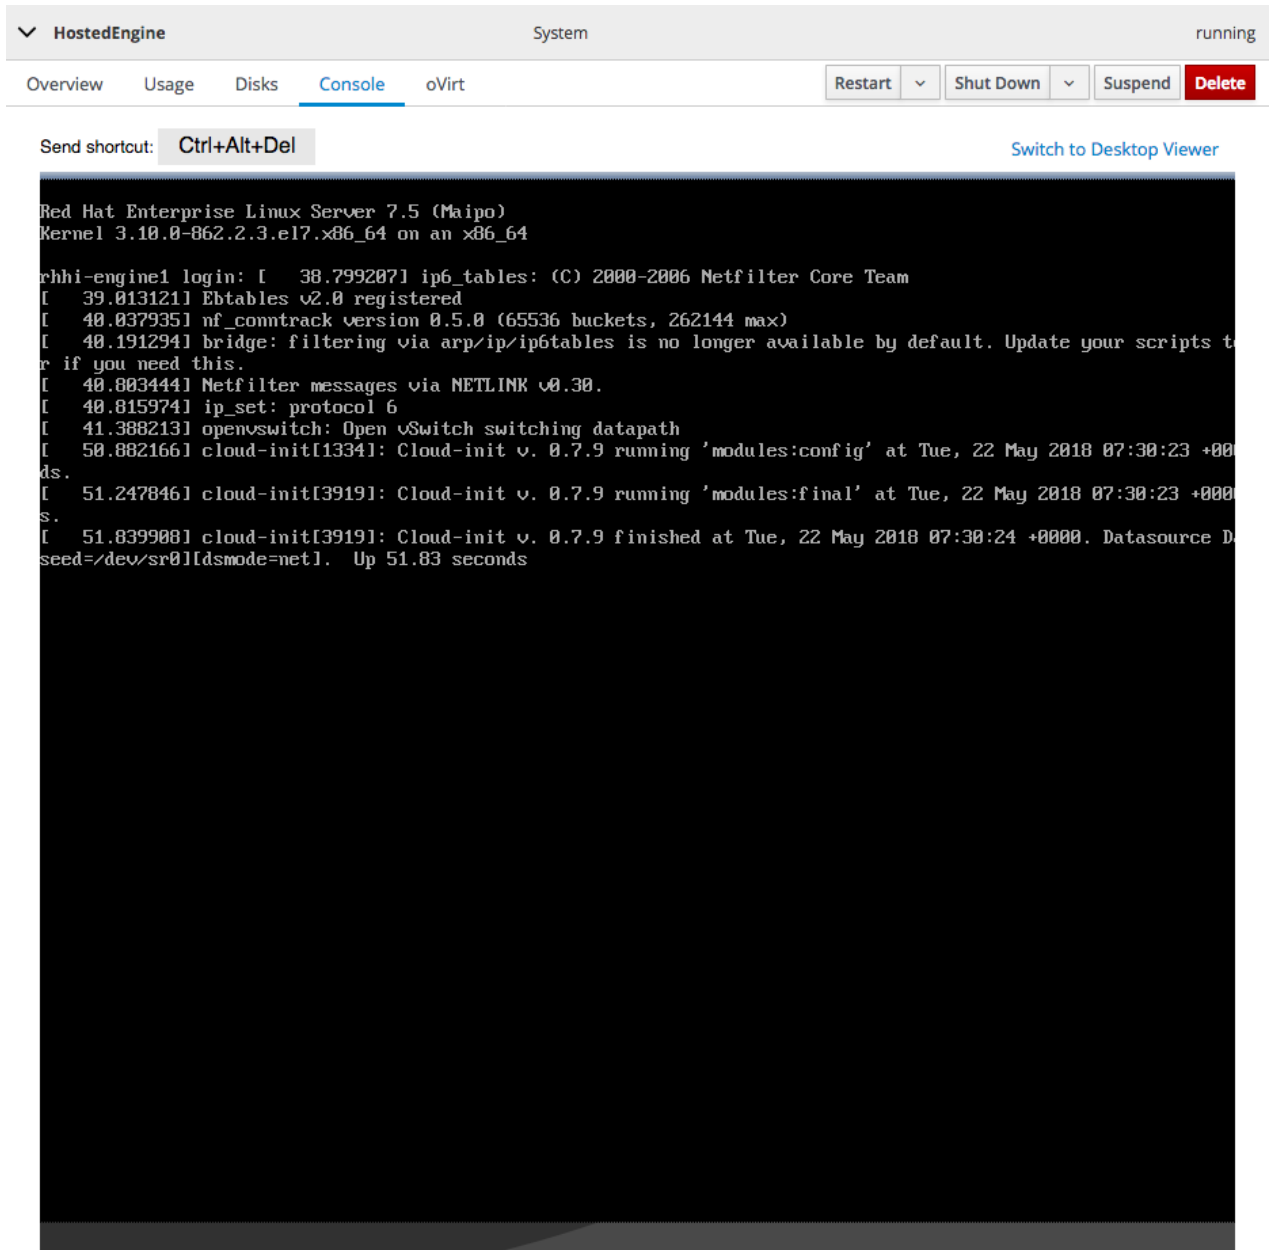 HostedEngine System running
Overview Usage Disks Console oVirt Restart Shut Down Suspend Delete
Send shortcut: Ctrl+Alt+Del Switch to Desktop Viewer
Red Hat Enterprise Linux Server 7.5 (Maipo)
Kernel 3.10.0-862.2.3.el7.x86_64 on an x86_64
rhhi-engine1 login: [   38.799207] ip6_tables: (C) 2000-2006 Netfilter Core Team
[   39.013121] Ebtables v2.0 registered
[   40.037935] nf_conntrack version 0.5.0 (65536 buckets, 262144 max)
[   40.191294] bridge: filtering via arp/ip/ip6tables is no longer available by default. Update your scripts
r if you need this.
[   40.803444] Netfilter messages via NETLINK v0.30.
[   40.815974] ip_set: protocol 6
[   41.388213] openvswitch: Open vSwitch switching datapath
[   50.882166] cloud-init[1334]: Cloud-init v. 0.7.9 running 'modules:config' at Tue, 22 May 2018 07:30:23 +00
ds.
[   51.247846] cloud-init[3919]: Cloud-init v. 0.7.9 running 'modules:final' at Tue, 22 May 2018 07:30:23 +000
s.
[   51.839908] cloud-init[3919]: Cloud-init v. 0.7.9 finished at Tue, 22 May 2018 07:30:24 +0000. Datasource D
seed=/dev/sr0][dsmode=net].  Up 51.83 seconds